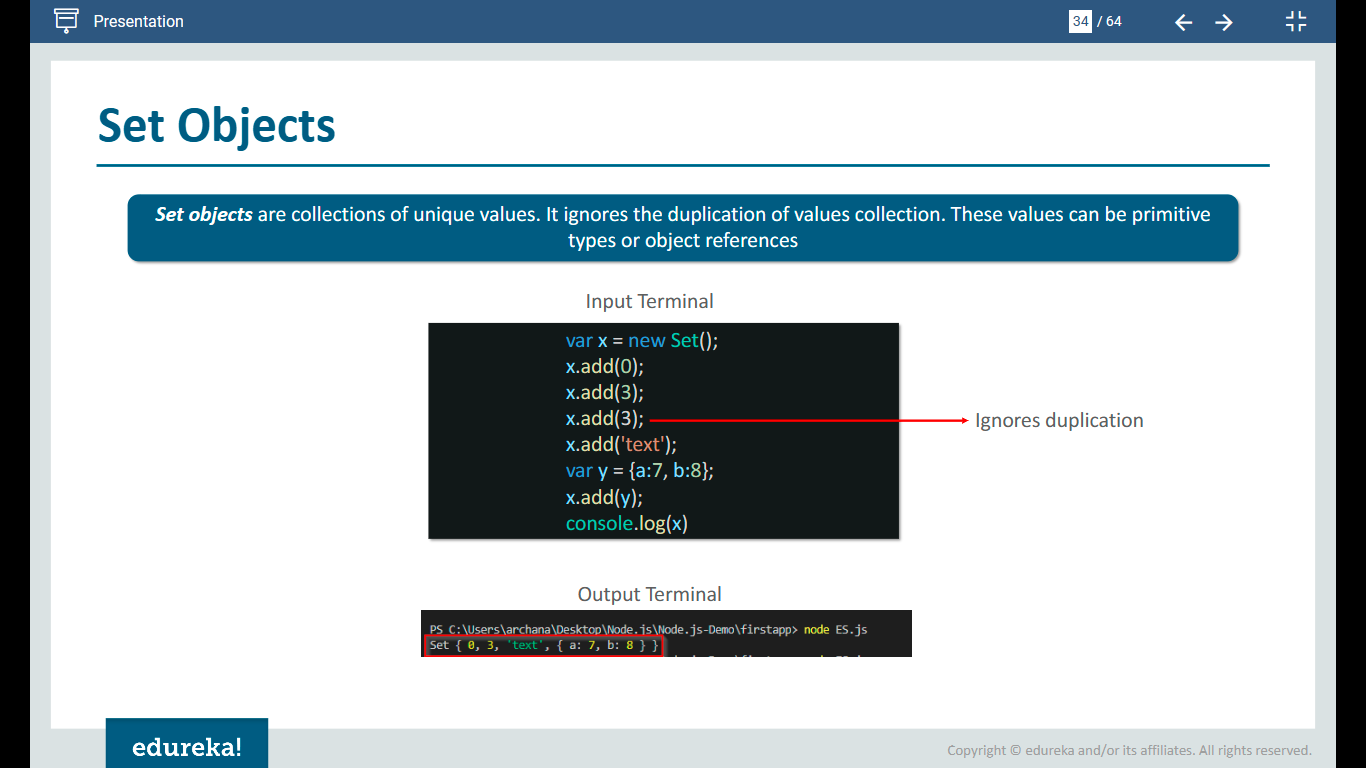 Presentation
34 / 64
Set Objects
Set objects are collections of unique values. It ignores the duplication of values collection. These values can be primitive
types or object references
Input Terminal
var x = new Set();
x.add(0);
x.add(3);
x.add(3);
Ignores duplication
x.add('text');
var y = {a:7, b:8};
x.add(y);
console.log(x)
Output Terminal
PS C:\Users\archana\Desktop\Node.js\Node.js-Demo\firstapp> node ES.js
Set { 0, 3, 'text', { a: 7, b: 8 } }
edureka!
Copyright © edureka and/or its affiliates. All rights reserved.